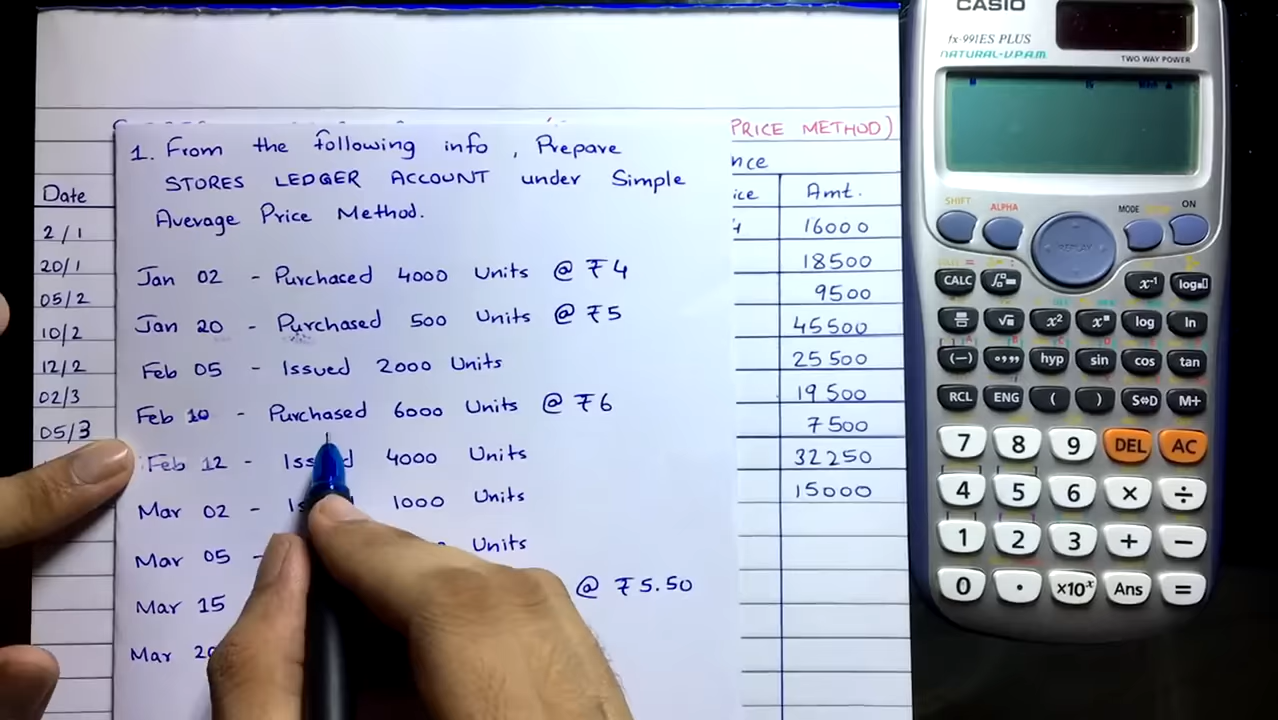 PRICE METHOD)
nce
ice Amt.
Date
2/1 16000
20/1 18500
05/2 9500
10/2 45500
12/2 25500
02/3 19500
05/3 7500
32250
15000
1. From the following info, Prepare
STORES LEDGER ACCOUNT under Simple
Average Price Method.
Jan 02 - Purchased 4000 Units @ ₹4
Jan 20 - Purchased 500 Units @ ₹5
Feb 05 - Issued 2000 Units
Feb 10 - Purchased 6000 Units @ ₹6
Feb 12 - Issued 4000 Units
Mar 02 - 1000 Units
Mar 05 - Units
Mar 15 @ ₹5.50
Mar
CASIO
fx-991ES PLUS
NATURAL-V.P.A.M.
TWO WAY POWER
SHIFT ALPHA MODE ON
REPLAY
CALC x⁻¹ log
√ x² log ln
(−) hyp sin cos tan
RCL ENG ( ) S⇔D M+
7 8 9 DEL AC
4 5 6 × ÷
1 2 3 + −
0 · ×10ˣ Ans =